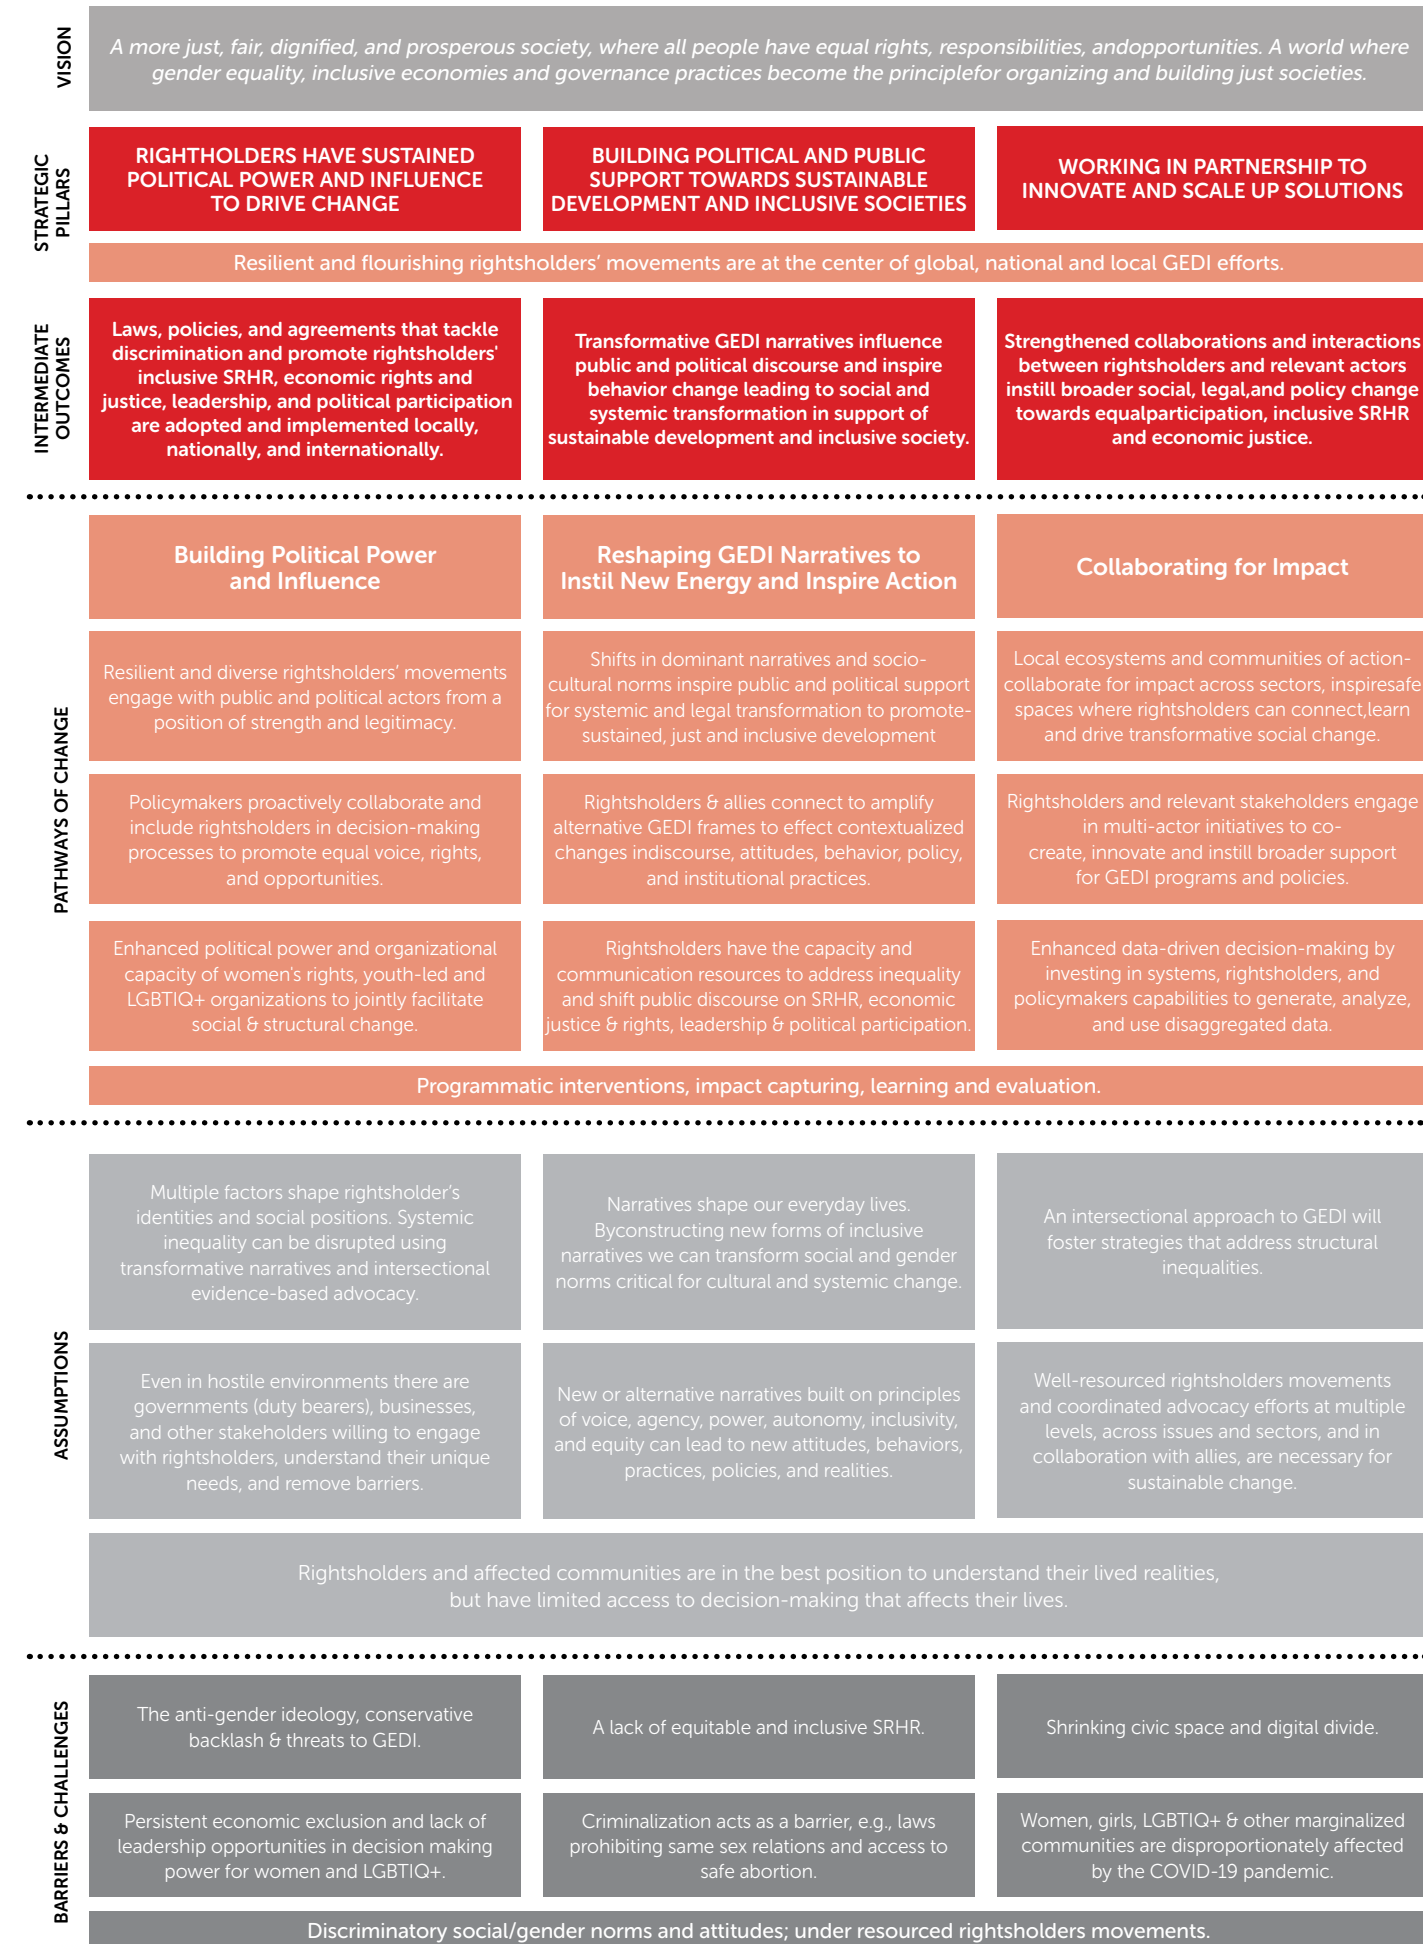 VISION
A more just, fair, dignified, and prosperous society, where all people have equal rights, responsibilities, andopportunities. A world where
gender equality, inclusive economies and governance practices become the principlefor organizing and building just societies.
STRATEGIC
PILLARS
RIGHTHOLDERS HAVE SUSTAINED
POLITICAL POWER AND INFLUENCE
TO DRIVE CHANGE
BUILDING POLITICAL AND PUBLIC
SUPPORT TOWARDS SUSTAINABLE
DEVELOPMENT AND INCLUSIVE SOCIETIES
WORKING IN PARTNERSHIP TO
INNOVATE AND SCALE UP SOLUTIONS
Resilient and flourishing rightsholders' movements are at the center of global, national and local GEDI efforts.
INTERMEDIATE
OUTCOMES
Laws, policies, and agreements that tackle
discrimination and promote rightsholders'
inclusive SRHR, economic rights and
justice, leadership, and political participation
are adopted and implemented locally,
nationally, and internationally.
Transformative GEDI narratives influence
public and political discourse and inspire
behavior change leading to social and
systemic transformation in support of
sustainable development and inclusive society.
Strengthened collaborations and interactions
between rightsholders and relevant actors
instill broader social, legal,and policy change
towards equalparticipation, inclusive SRHR
and economic justice.
PATHWAYS OF CHANGE
Building Political Power
and Influence
Reshaping GEDI Narratives to
Instil New Energy and Inspire Action
Collaborating for Impact
Resilient and diverse rightsholders' movements
engage with public and political actors from a
position of strength and legitimacy.
Shifts in dominant narratives and socio-
cultural norms inspire public and political support
for systemic and legal transformation to promote-
sustained, just and inclusive development
Local ecosystems and communities of action-
collaborate for impact across sectors, inspiresafe
spaces where rightsholders can connect,learn
and drive transformative social change.
Policymakers proactively collaborate and
include rightsholders in decision-making
processes to promote equal voice, rights,
and opportunities.
Rightsholders & allies connect to amplify
alternative GEDI frames to effect contextualized
changes indiscourse, attitudes, behavior, policy,
and institutional practices.
Rightsholders and relevant stakeholders engage
in multi-actor initiatives to co-
create, innovate and instill broader support
for GEDI programs and policies.
Enhanced political power and organizational
capacity of women's rights, youth-led and
LGBTIQ+ organizations to jointly facilitate
social & structural change.
Rightsholders have the capacity and
communication resources to address inequality
and shift public discourse on SRHR, economic
justice & rights, leadership & political participation.
Enhanced data-driven decision-making by
investing in systems, rightsholders, and
policymakers capabilities to generate, analyze,
and use disaggregated data.
Programmatic interventions, impact capturing, learning and evaluation.
ASSUMPTIONS
Multiple factors shape rightsholder's
identities and social positions. Systemic
inequality can be disrupted using
transformative narratives and intersectional
evidence-based advocacy.
Narratives shape our everyday lives.
Byconstructing new forms of inclusive
narratives we can transform social and gender
norms critical for cultural and systemic change.
An intersectional approach to GEDI will
foster strategies that address structural
inequalities.
Even in hostile environments there are
governments (duty bearers), businesses,
and other stakeholders willing to engage
with rightsholders, understand their unique
needs, and remove barriers.
New or alternative narratives built on principles
of voice, agency, power, autonomy, inclusivity,
and equity can lead to new attitudes, behaviors,
practices, policies, and realities.
Well-resourced rightsholders movements
and coordinated advocacy efforts at multiple
levels, across issues and sectors, and in
collaboration with allies, are necessary for
sustainable change.
Rightsholders and affected communities are in the best position to understand their lived realities,
but have limited access to decision-making that affects their lives.
BARRIERS & CHALLENGES
The anti-gender ideology, conservative
backlash & threats to GEDI.
A lack of equitable and inclusive SRHR.
Shrinking civic space and digital divide.
Persistent economic exclusion and lack of
leadership opportunities in decision making
power for women and LGBTIQ+.
Criminalization acts as a barrier, e.g., laws
prohibiting same sex relations and access to
safe abortion.
Women, girls, LGBTIQ+ & other marginalized
communities are disproportionately affected
by the COVID-19 pandemic.
Discriminatory social/gender norms and attitudes; under resourced rightsholders movements.